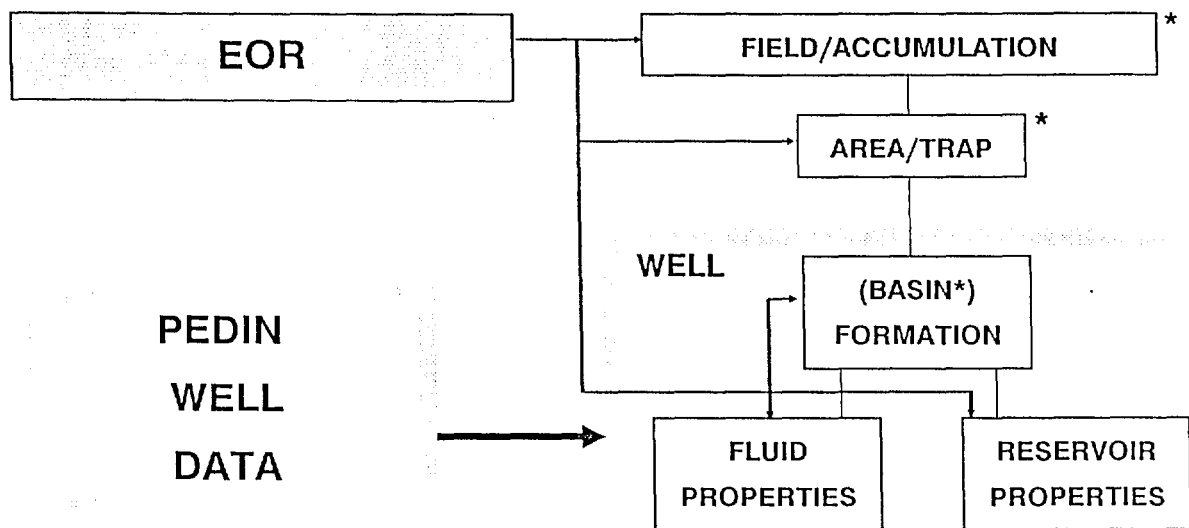 EOR
FIELD/ACCUMULATION *
AREA/TRAP *
WELL
(BASIN*)
FORMATION
PEDIN
WELL
DATA
FLUID
PROPERTIES
RESERVOIR
PROPERTIES